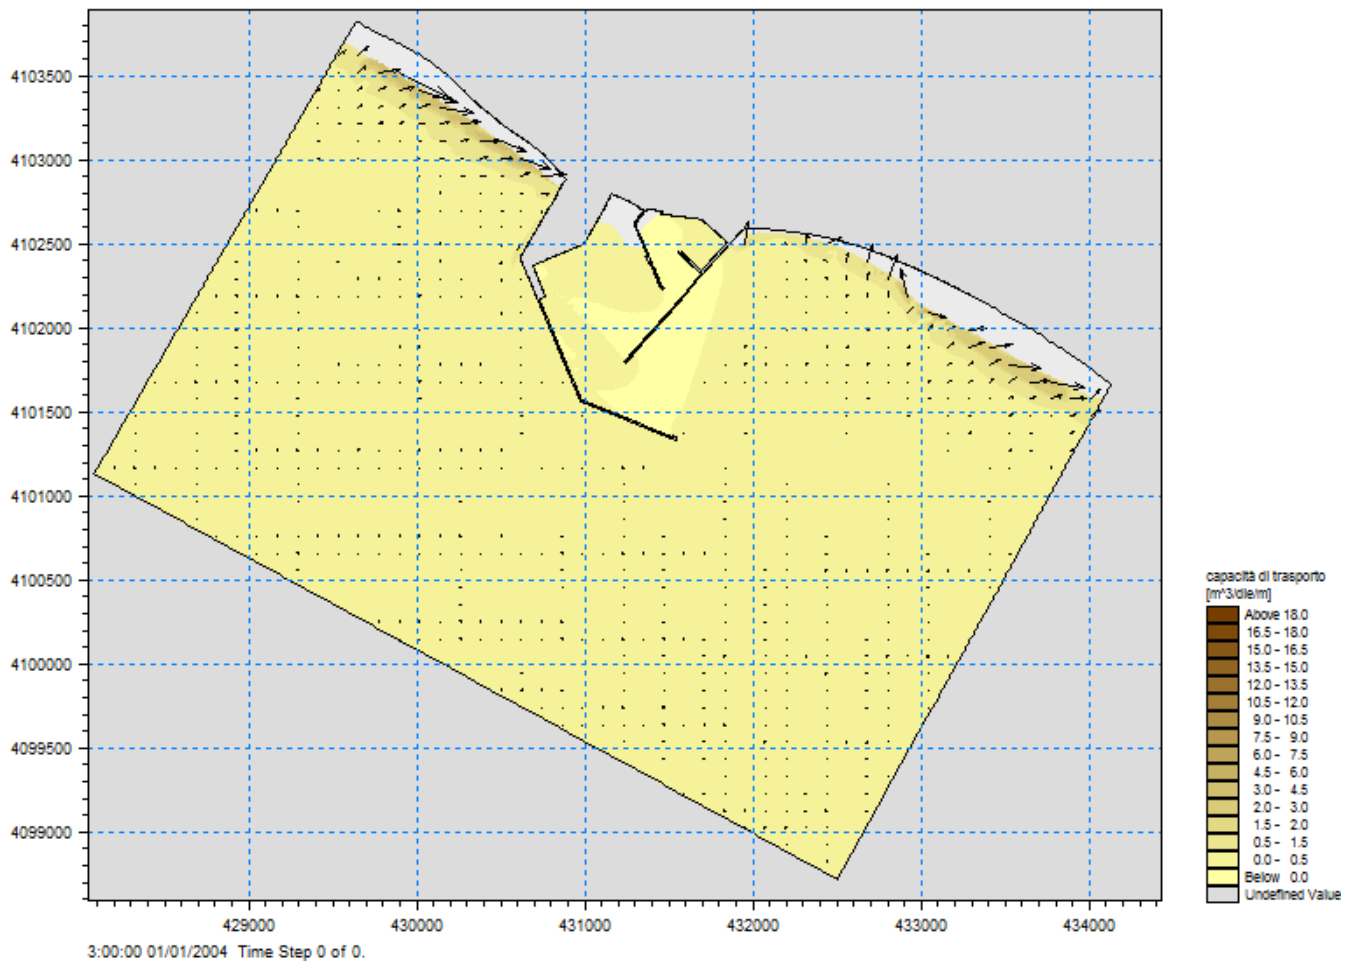 4103500
4103000
4102500
4102000
4101500
4101000
4100500
4100000
4099500
4099000
429000 430000 431000 432000 433000 434000
3:00:00 01/01/2004 Time Step 0 of 0.
capacità di trasporto
[m^3/die/m]
Above 18.0
16.5 - 18.0
15.0 - 16.5
13.5 - 15.0
12.0 - 13.5
10.5 - 12.0
9.0 - 10.5
7.5 - 9.0
6.0 - 7.5
4.5 - 6.0
3.0 - 4.5
2.0 - 3.0
1.5 - 2.0
0.5 - 1.5
0.0 - 0.5
Below 0.0
Undefined Value